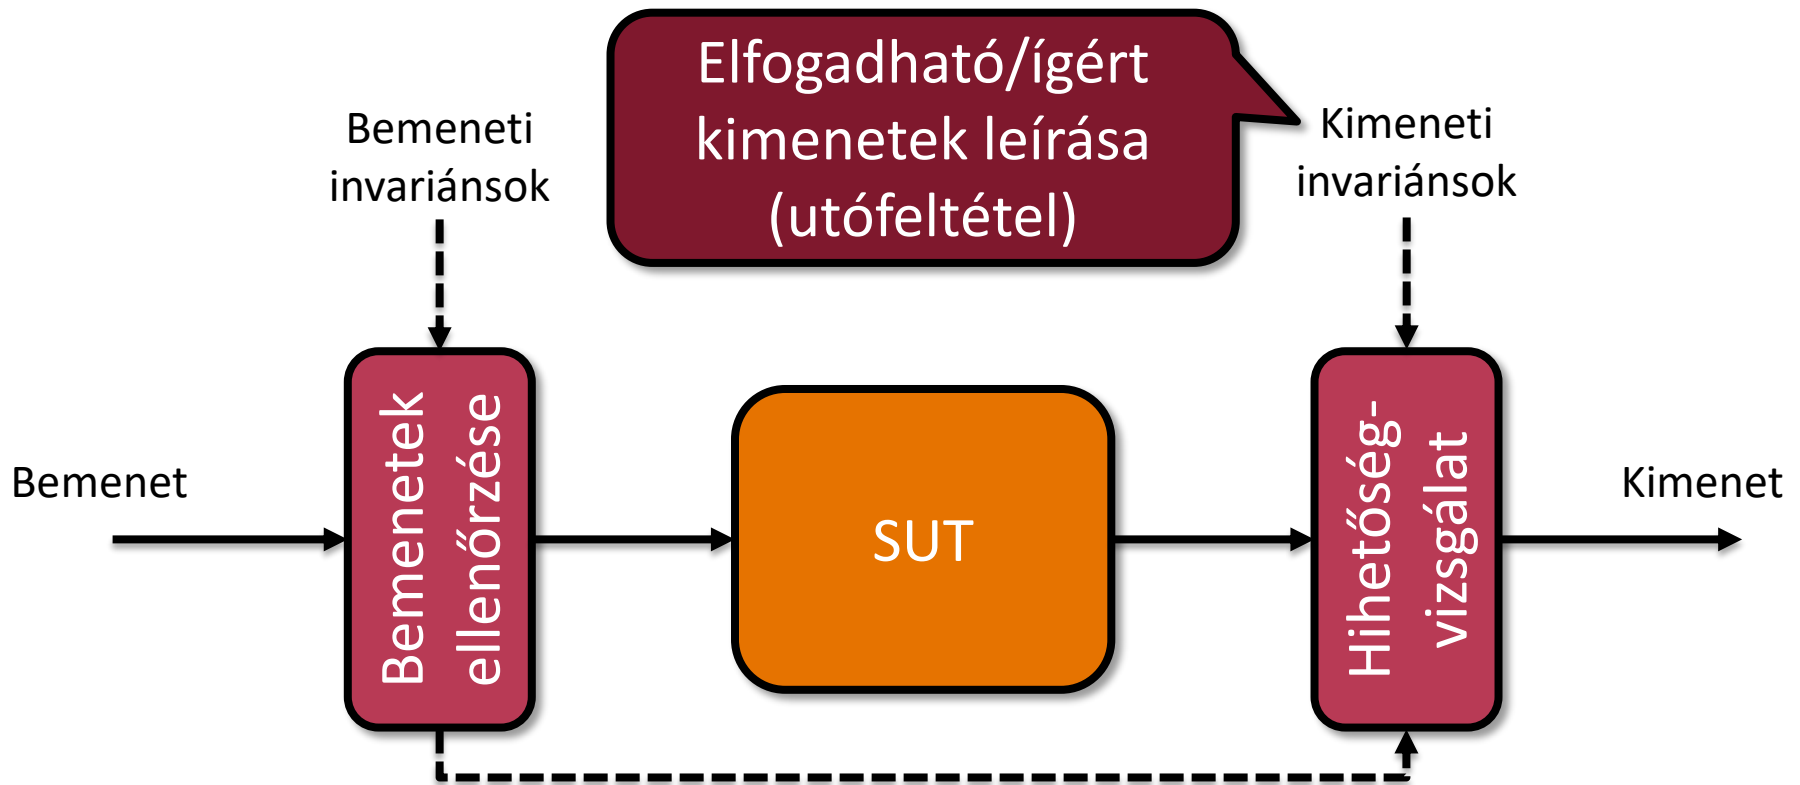 Elfogadható/ígért
kimenetek leírása
(utófeltétel)
Bemeneti
invariánsok
Kimeneti
invariánsok
Bemenet
Bemenetek
ellenőrzése
SUT
Hihetőség-
vizsgálat
Kimenet